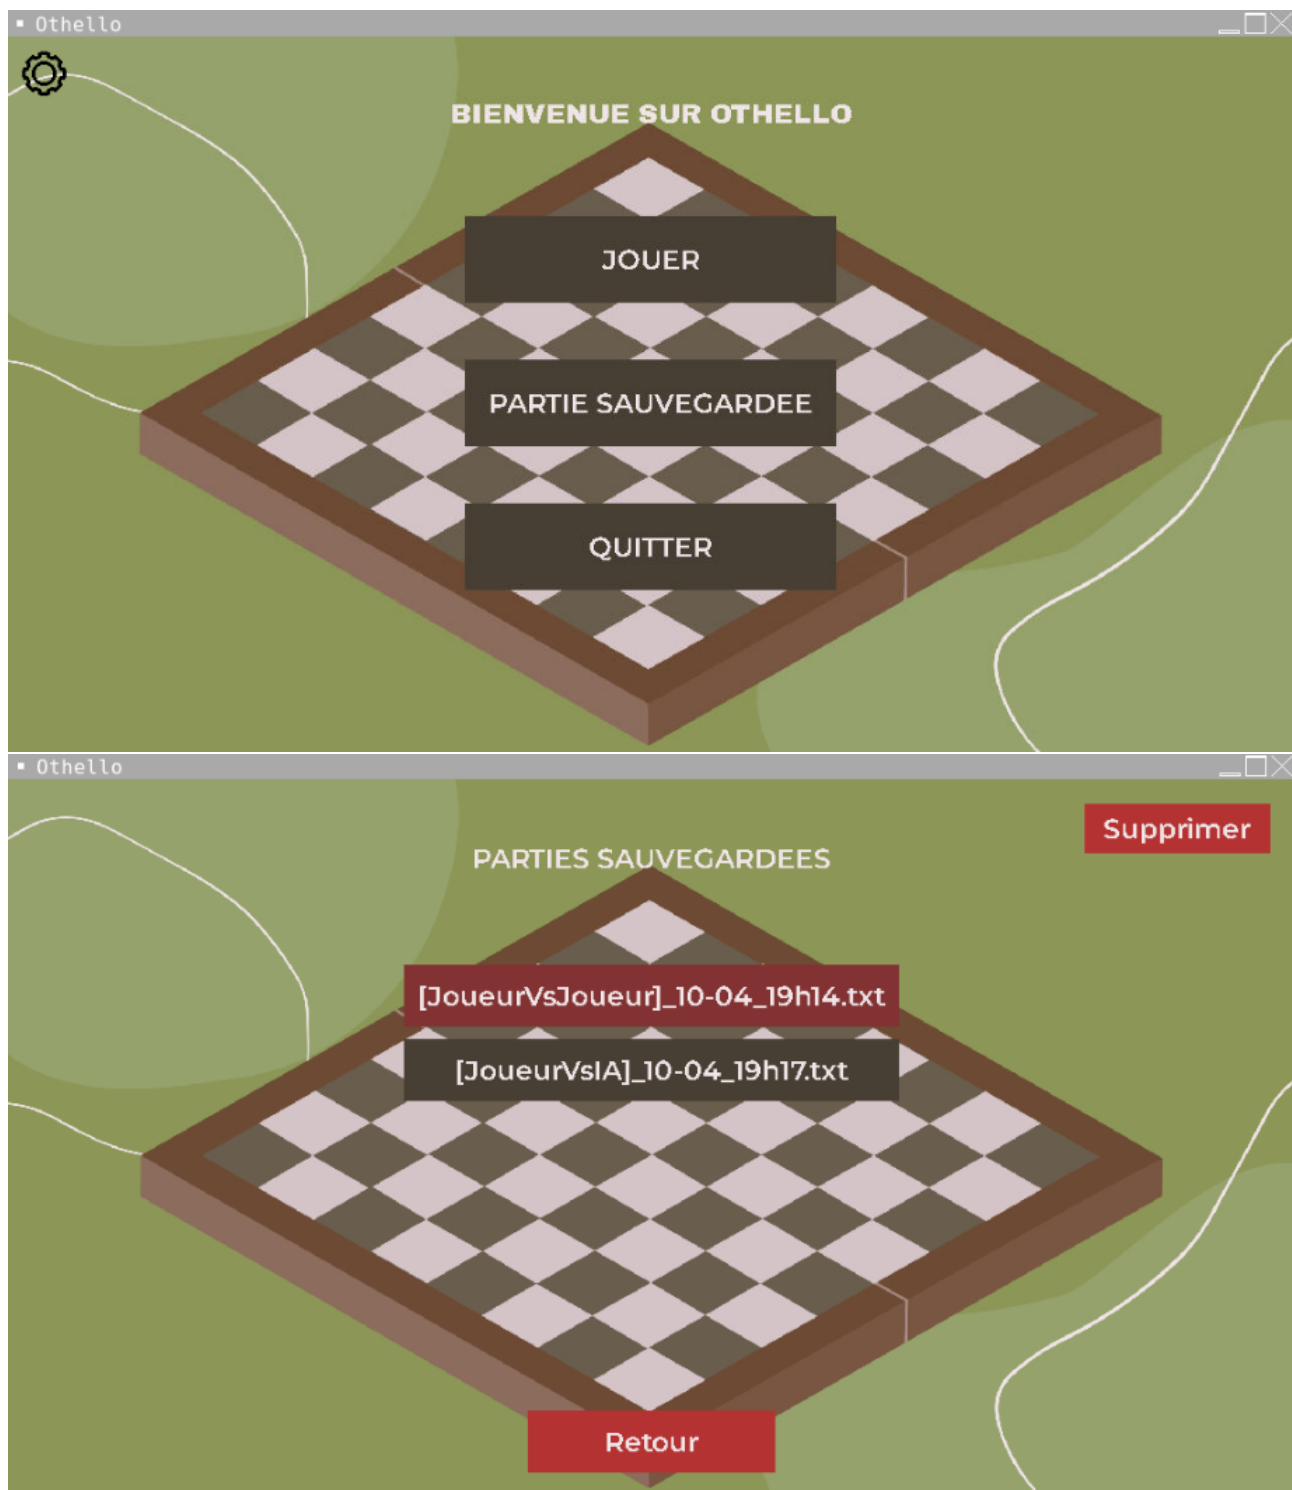 Othello
BIENVENUE SUR OTHELLO
JOUER
PARTIE SAUVEGARDEE
QUITTER
Othello
Supprimer
PARTIES SAUVEGARDEES
[JoueurVsJoueur]_10-04_19h14.txt
[JoueurVsIA]_10-04_19h17.txt
Retour